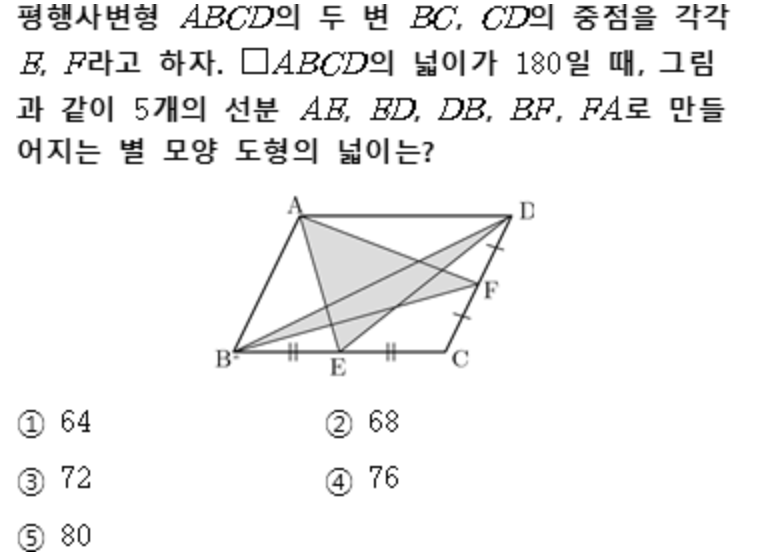 평행사변형 ABCD의 두 변 BC, CD의 중점을 각각
E, F라고 하자. □ABCD의 넓이가 180일 때, 그림
과 같이 5개의 선분 AE, ED, DB, BF, FA로 만들
어지는 별 모양 도형의 넓이는?
A D
F
B E C
① 64 ② 68
③ 72 ④ 76
⑤ 80